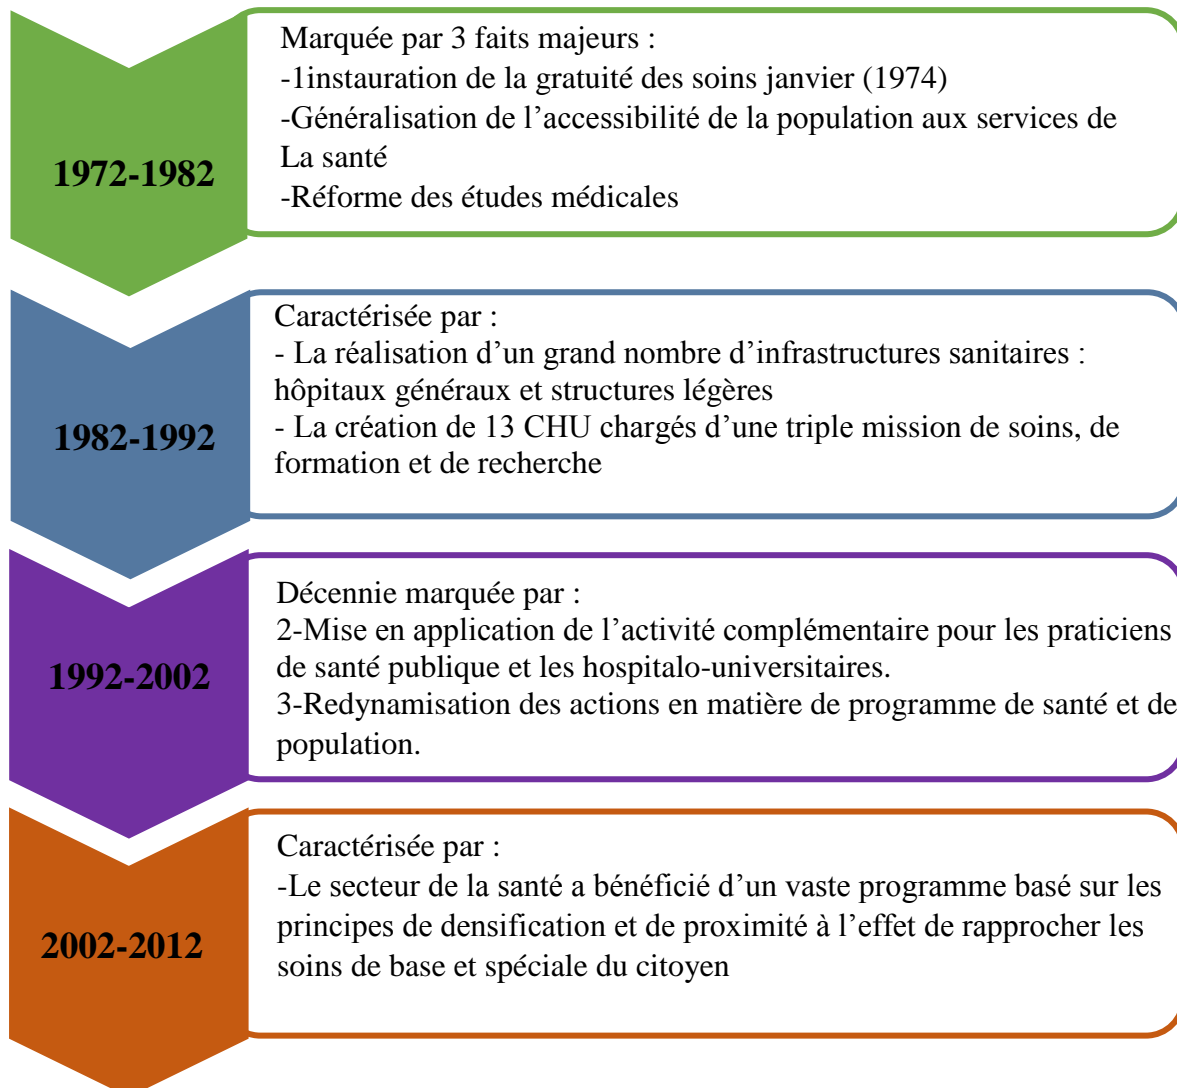 1972-1982
Marquée par 3 faits majeurs :
-1instauration de la gratuité des soins janvier (1974)
-Généralisation de l’accessibilité de la population aux services de
La santé
-Réforme des études médicales
1982-1992
Caractérisée par :
- La réalisation d’un grand nombre d’infrastructures sanitaires :
hôpitaux généraux et structures légères
- La création de 13 CHU chargés d’une triple mission de soins, de
formation et de recherche
1992-2002
Décennie marquée par :
2-Mise en application de l’activité complémentaire pour les praticiens
de santé publique et les hospitalo-universitaires.
3-Redynamisation des actions en matière de programme de santé et de
population.
2002-2012
Caractérisée par :
-Le secteur de la santé a bénéficié d’un vaste programme basé sur les
principes de densification et de proximité à l’effet de rapprocher les
soins de base et spéciale du citoyen